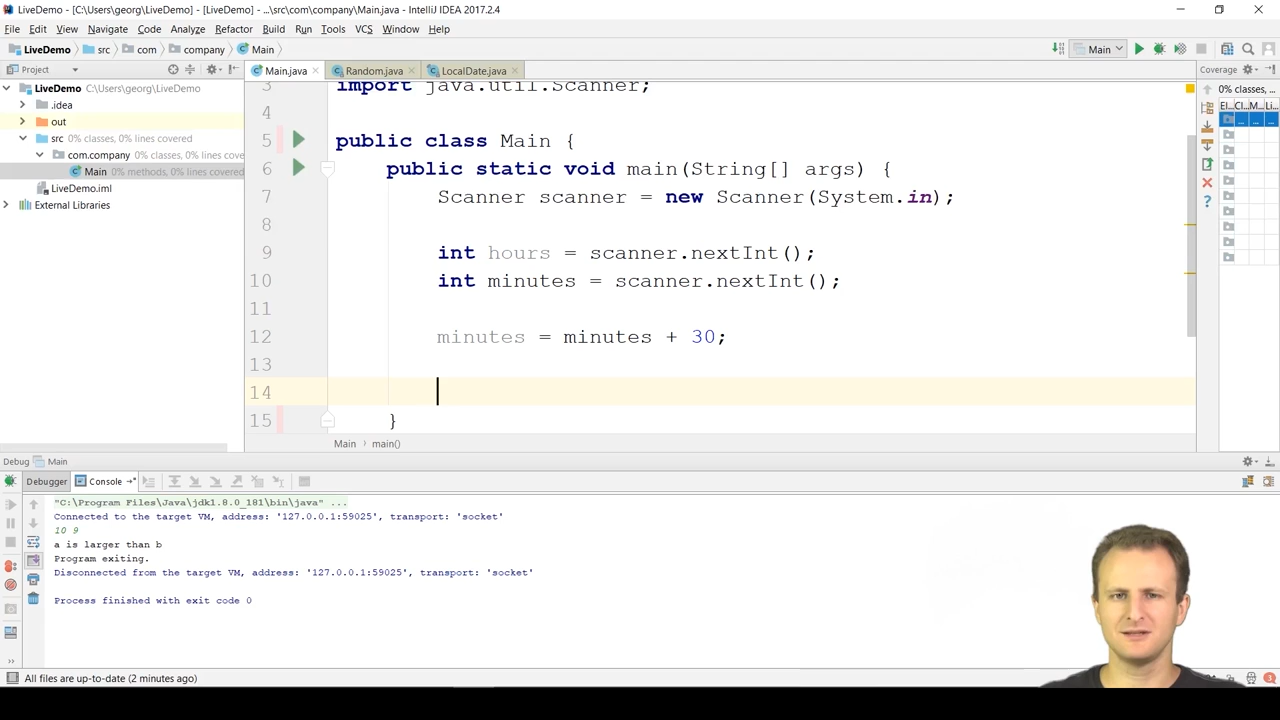 LiveDemo - [C:\Users\georg\LiveDemo] - [LiveDemo] - ...\src\com\company\Main.java - IntelliJ IDEA 2017.2.4
File Edit View Navigate Code Analyze Refactor Build Run Tools VCS Window Help
LiveDemo src com company Main
Main
Project
Main.java Random.java LocalDate.java
Coverage
LiveDemo C:\Users\georg\LiveDemo
.idea
out
src 0% classes, 0% lines covered
com.company 0% classes, 0% lines covered
Main 0% methods, 0% lines covered
LiveDemo.iml
External Libraries
3 import java.util.Scanner;
4
5 public class Main {
6 public static void main(String[] args) {
7 Scanner scanner = new Scanner(System.in);
8
9 int hours = scanner.nextInt();
10 int minutes = scanner.nextInt();
11
12 minutes = minutes + 30;
13
14
15 }
Main main()
0% classes, ...
El... Cl... M... Li...
... ... ...
Debug Main
Debugger Console
"C:\Program Files\Java\jdk1.8.0_181\bin\java" ...
Connected to the target VM, address: '127.0.0.1:59025', transport: 'socket'
10 9
a is larger than b
Program exiting.
Disconnected from the target VM, address: '127.0.0.1:59025', transport: 'socket'
Process finished with exit code 0
All files are up-to-date (2 minutes ago)
3